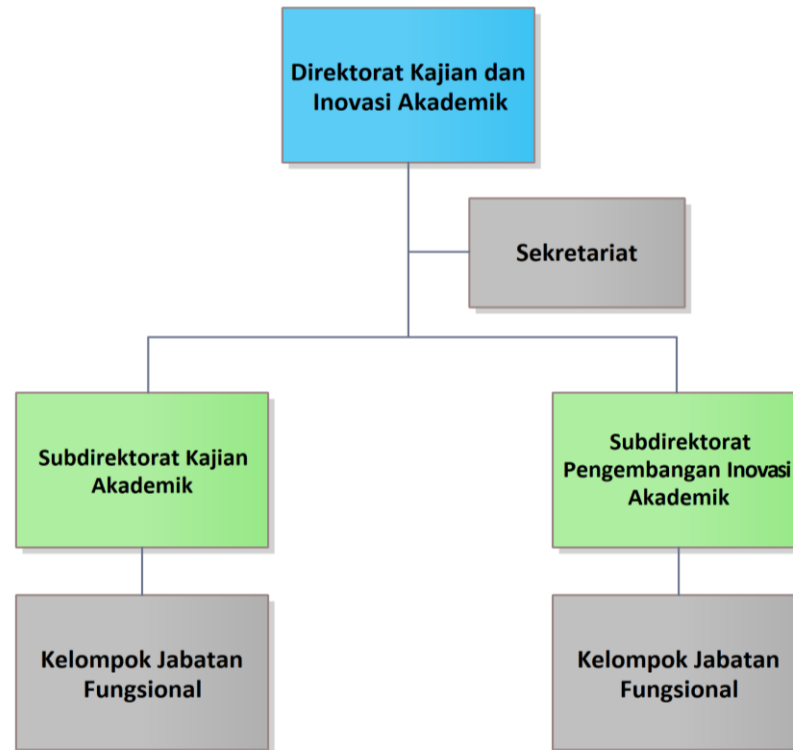 Direktorat Kajian dan
Inovasi Akademik
Sekretariat
Subdirektorat Kajian
Akademik
Subdirektorat
Pengembangan Inovasi
Akademik
Kelompok Jabatan
Fungsional
Kelompok Jabatan
Fungsional